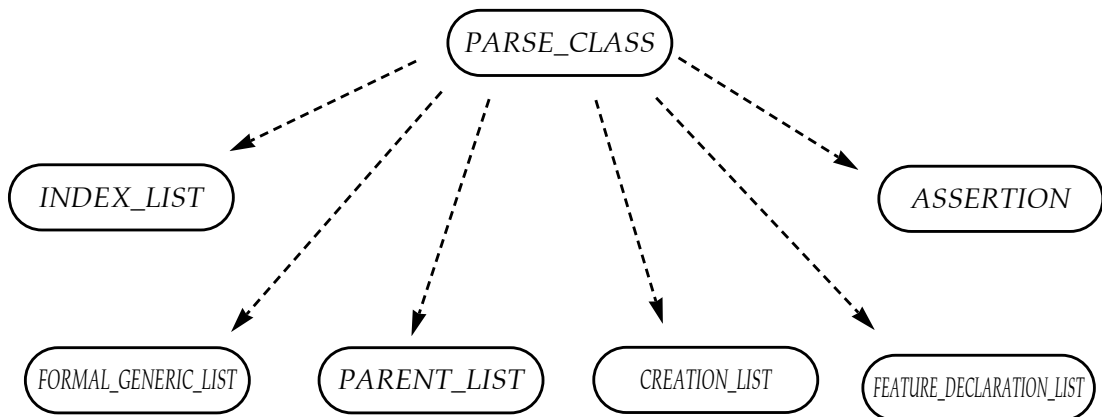 PARSE_CLASS
INDEX_LIST
ASSERTION
FORMAL_GENERIC_LIST
PARENT_LIST
CREATION_LIST
FEATURE_DECLARATION_LIST